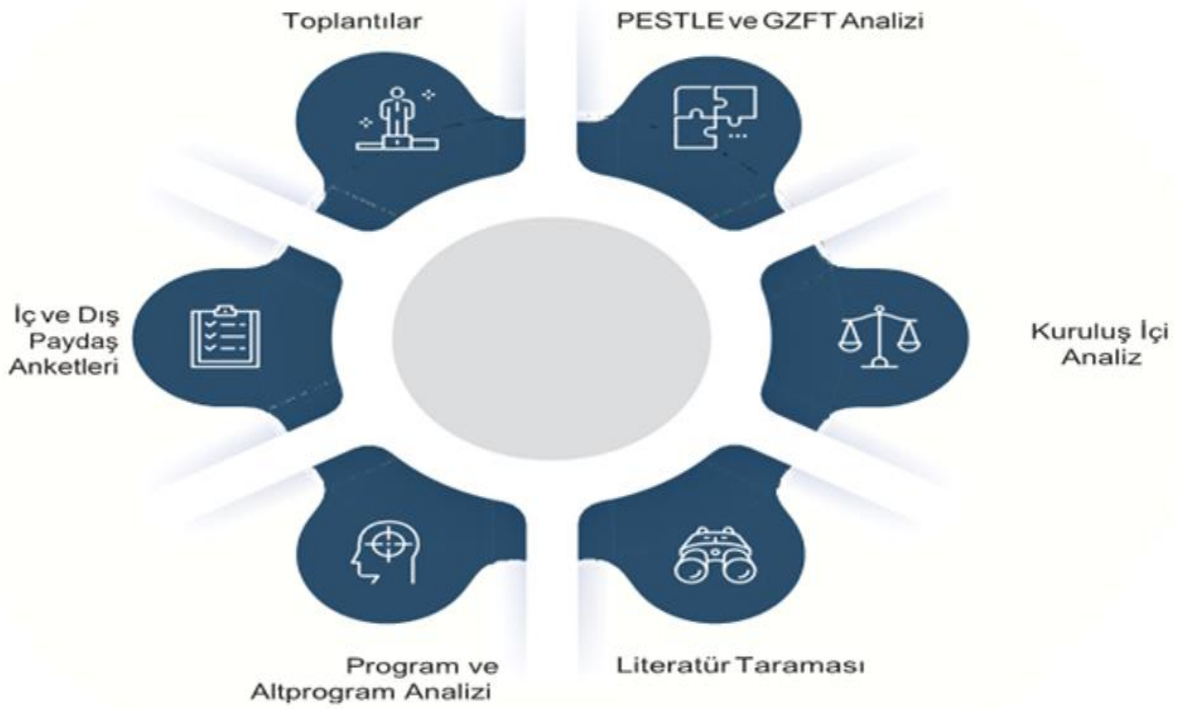 Toplantılar
PESTLE ve GZFT Analizi
İç ve Dış
Paydaş
Anketleri
Kuruluş İçi
Analiz
Program ve
Altprogram Analizi
Literatür Taraması